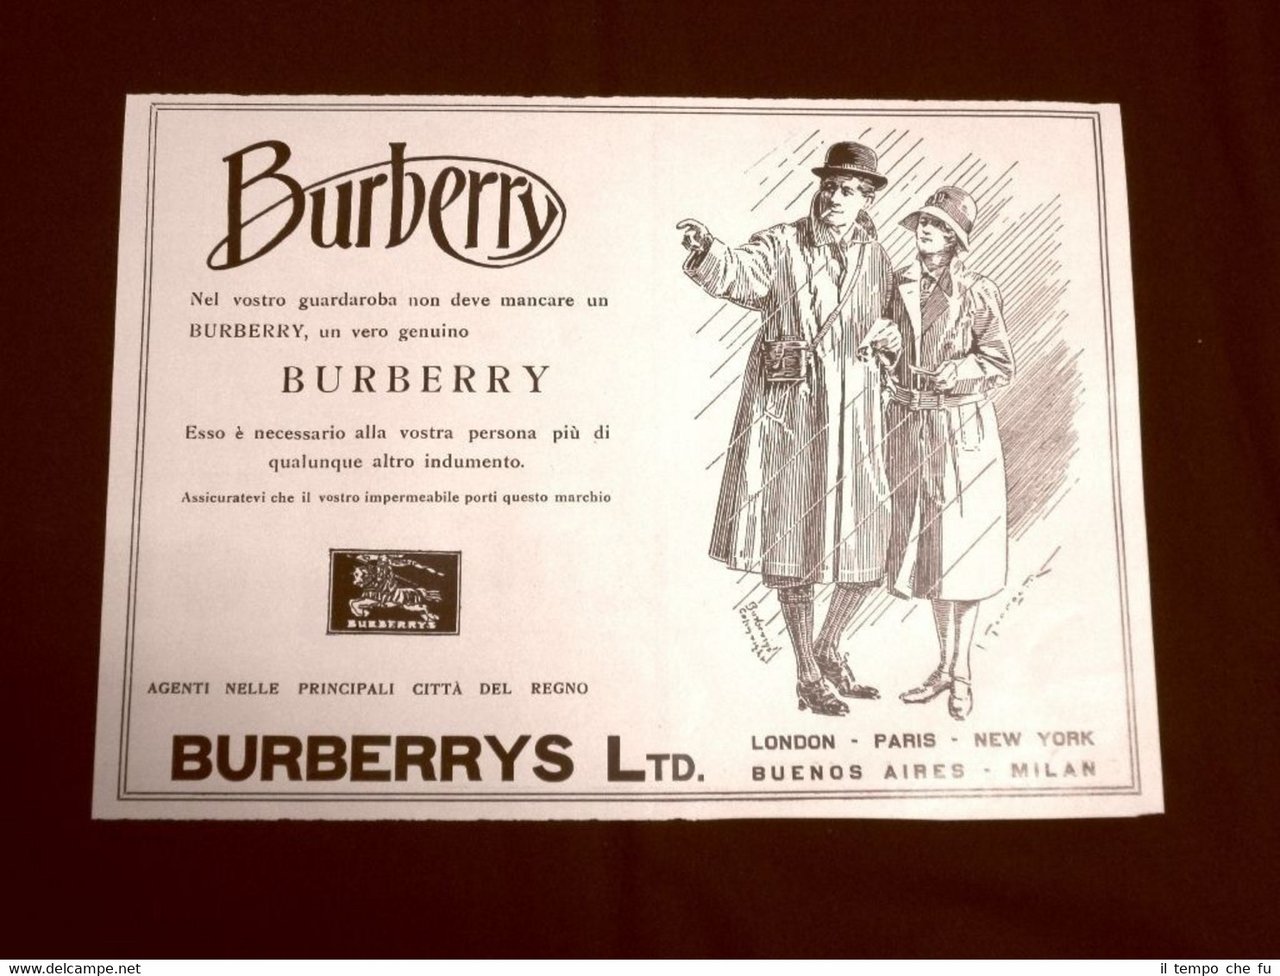 Burberry
Nel vostro guardaroba non deve mancare un
BURBERRY, un vero genuino
BURBERRY
Esso è necessario alla vostra persona più di
qualunque altro indumento.
Assicuratevi che il vostro impermeabile porti questo marchio
BURBERRYS
AGENTI NELLE PRINCIPALI CITTÀ DEL REGNO
BURBERRYS LTD.
Burberrys
Copyright
LONDON - PARIS - NEW YORK
BUENOS AIRES - MILAN
www.delcampe.net
il tempo che fu